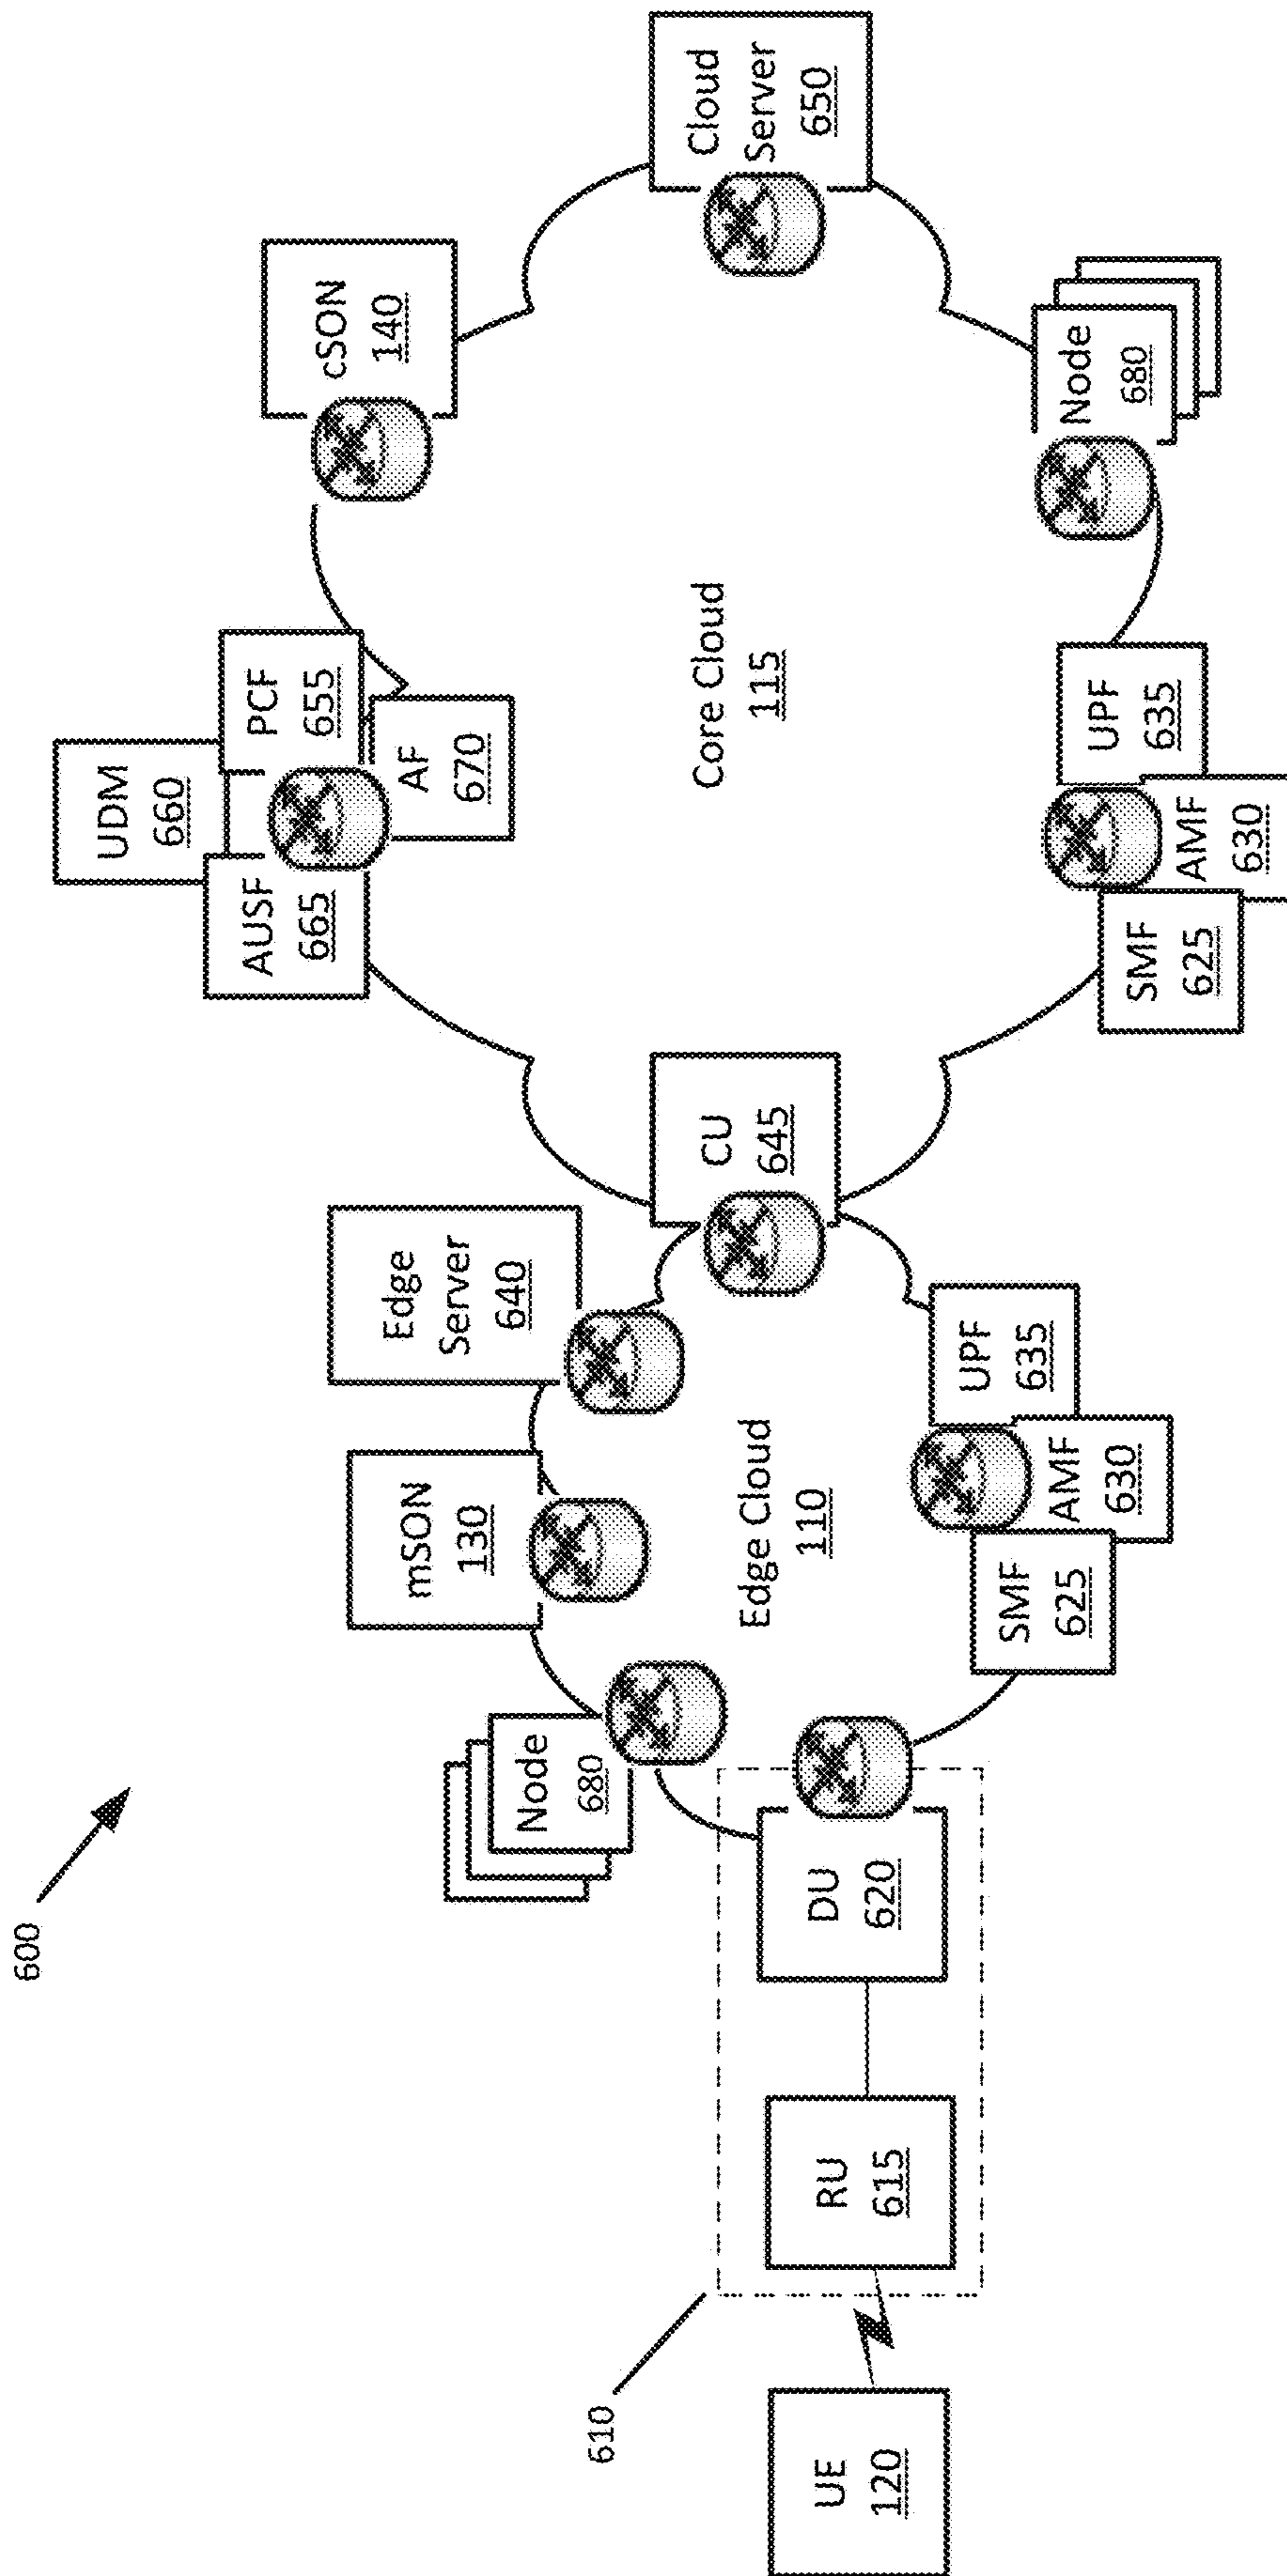 600
UDM
660
PCF
655
AUSF
665
AF
670
cSON
140
Cloud
Server
650
Edge
Server
640
mSON
130
Node
680
Core Cloud
115
CU
645
Edge Cloud
110
Node
680
UPF
635
AMF
630
SMF
625
UPF
635
AMF
630
SMF
625
610
DU
620
RU
615
UE
120